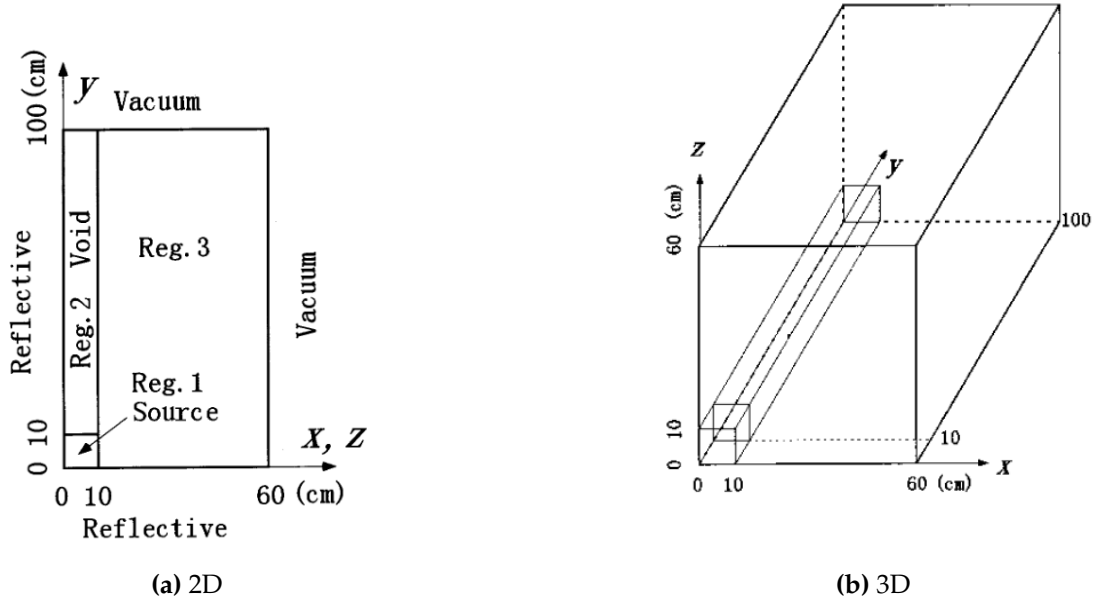 100 (cm)
y
Vacuum
Reflective
Reg. 2 Void
Reg. 3
Vacuum
Reg. 1
Source
10
0
X, Z
0 10 60 (cm)
Reflective
(a) 2D
z
y
60 (cm)
100
10
10
0
x
0 10 60 (cm)
(b) 3D